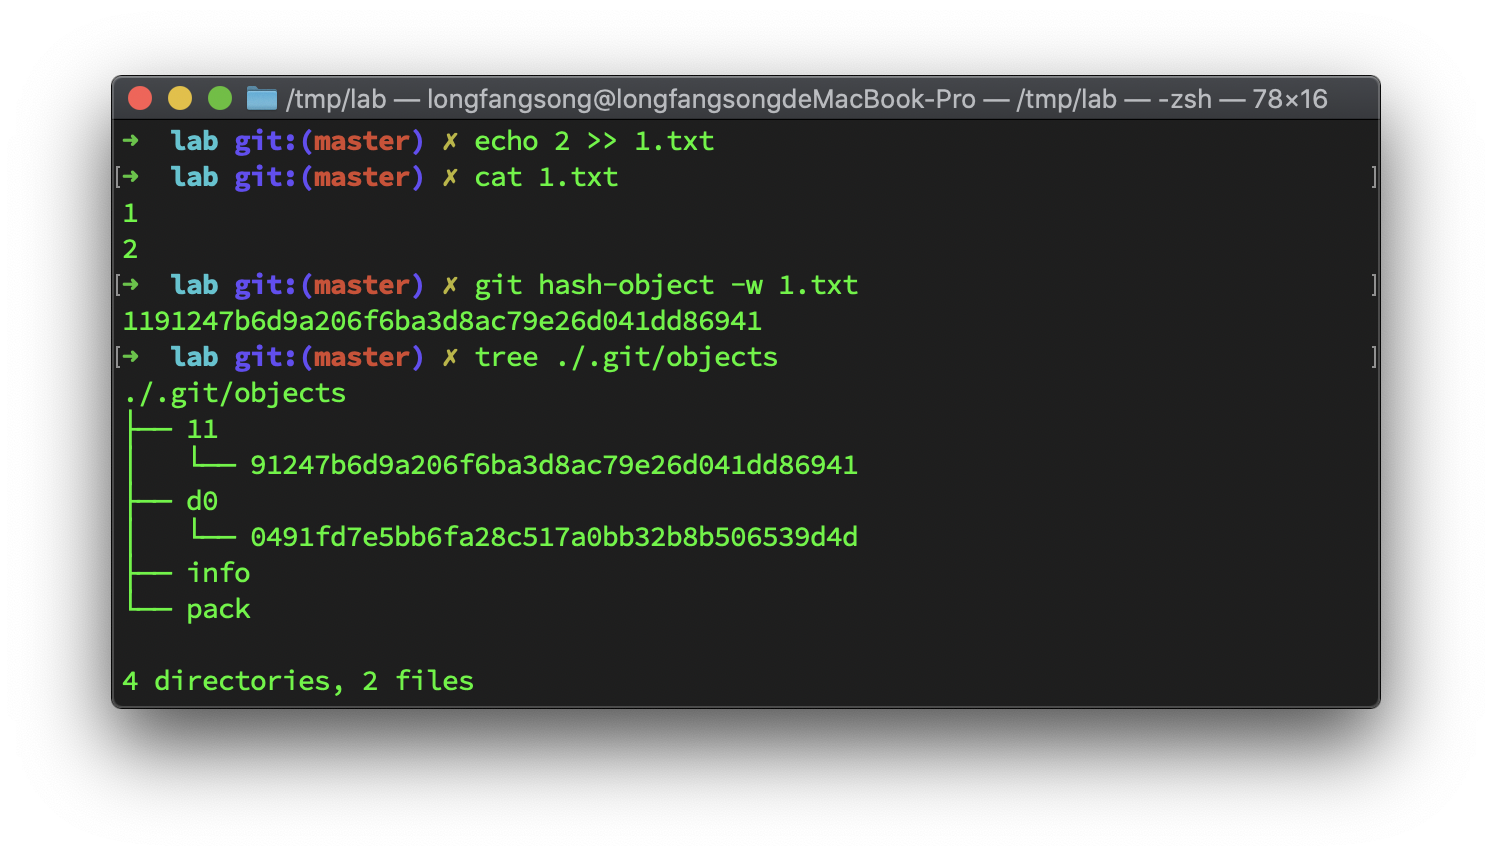 /tmp/lab — longfangsong@longfangsongdeMacBook-Pro — /tmp/lab — -zsh — 78×16
➜  lab git:(master) ✗ echo 2 >> 1.txt
[➜  lab git:(master) ✗ cat 1.txt ]
1
2
[➜  lab git:(master) ✗ git hash-object -w 1.txt ]
1191247b6d9a206f6ba3d8ac79e26d041dd86941
[➜  lab git:(master) ✗ tree ./.git/objects ]
./.git/objects
├── 11
│   └── 91247b6d9a206f6ba3d8ac79e26d041dd86941
├── d0
│   └── 0491fd7e5bb6fa28c517a0bb32b8b506539d4d
├── info
└── pack
4 directories, 2 files